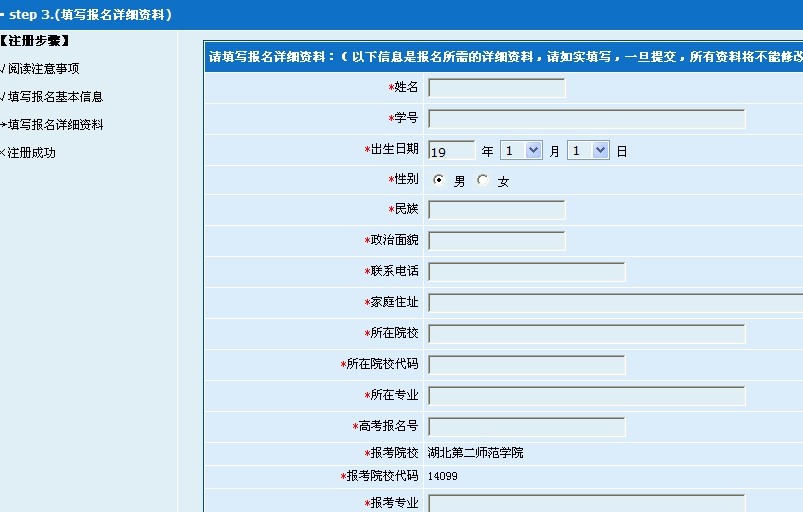 - step 3.(填写报名详细资料)
【注册步骤】
√阅读注意事项
√填写报名基本信息
→填写报名详细资料
×注册成功
请填写报名详细资料：（以下信息是报名所需的详细资料，请如实填写，一旦提交，所有资料将不能修改
*姓名
*学号
*出生日期 19 年 1 月 1 日
*性别 男 女
*民族
*政治面貌
*联系电话
*家庭住址
*所在院校
*所在院校代码
*所在专业
*高考报名号
*报考院校 湖北第二师范学院
*报考院校代码 14099
*报考专业